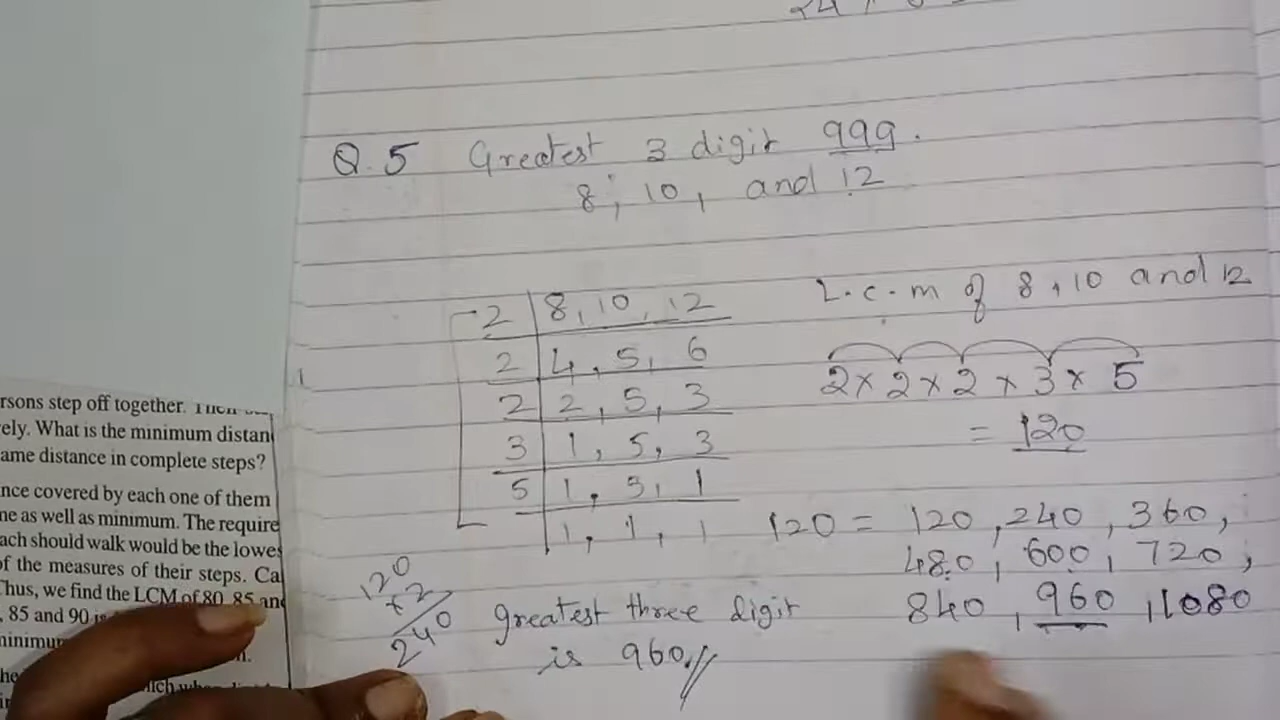 Q.5 Greatest 3 digit 999.
8, 10, and 12
2 | 8, 10, 12
2 | 4, 5, 6
2 | 2, 5, 3
3 | 1, 5, 3
5 | 1, 5, 1
1, 1, 1
L.c.m of 8, 10 and 12
2 × 2 × 2 × 3 × 5
= 120
120 = 120, 240, 360,
480, 600, 720,
840, 960, 1080
120
× 2
240
greatest three digit
is 960.//
rsons step off together.
ely. What is the minimum distan
ame distance in complete steps?
nce covered by each one of them
ne as well as minimum. The require
ach should walk would be the lowes
of the measures of their steps. Ca
Thus, we find the LCM of 80, 85 an
, 85 and 90